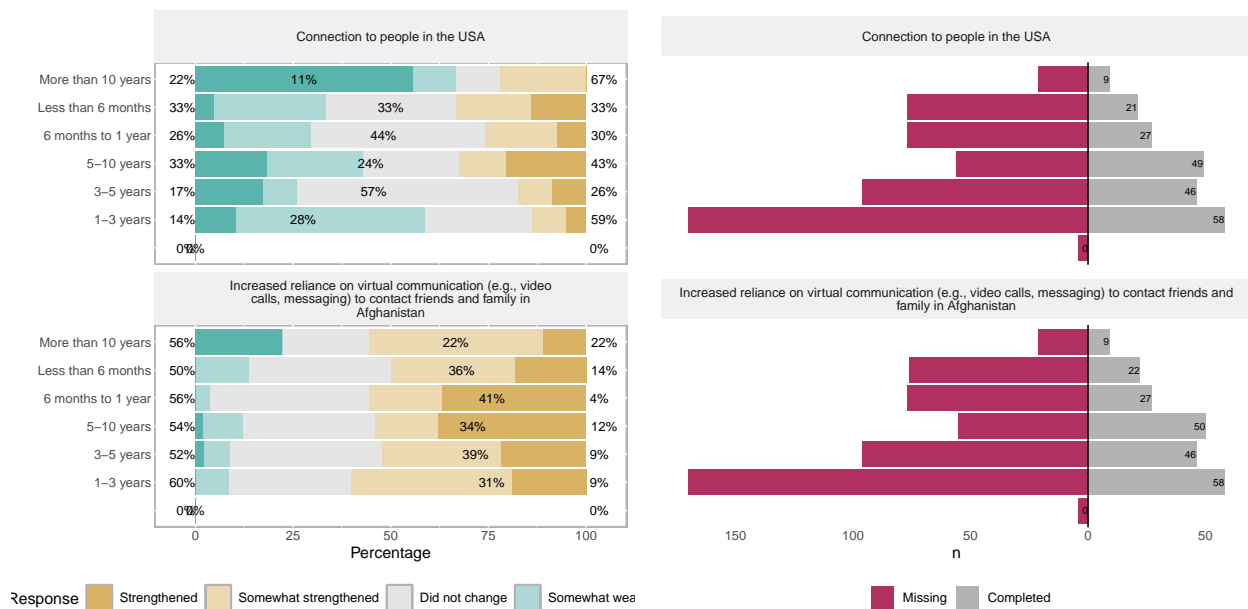 Connection to people in the USA
More than 10 years 22% 11% 67%
Less than 6 months 33% 33% 33%
6 months to 1 year 26% 44% 30%
5−10 years 33% 24% 43%
3−5 years 17% 57% 26%
1−3 years 14% 28% 59%
0% 0% 0%
Increased reliance on virtual communication (e.g., video
calls, messaging) to contact friends and family in
Afghanistan
More than 10 years 56% 22% 22%
Less than 6 months 50% 36% 14%
6 months to 1 year 56% 41% 4%
5−10 years 54% 34% 12%
3−5 years 52% 39% 9%
1−3 years 60% 31% 9%
0% 0% 0%
0 25 50 75 100
Percentage
Response Strengthened Somewhat strengthened Did not change Somewhat wea
Connection to people in the USA
9
21
27
49
46
58
0
Increased reliance on virtual communication (e.g., video calls, messaging) to contact friends and
family in Afghanistan
9
22
27
50
46
58
0
150 100 50 0 50
n
Missing Completed